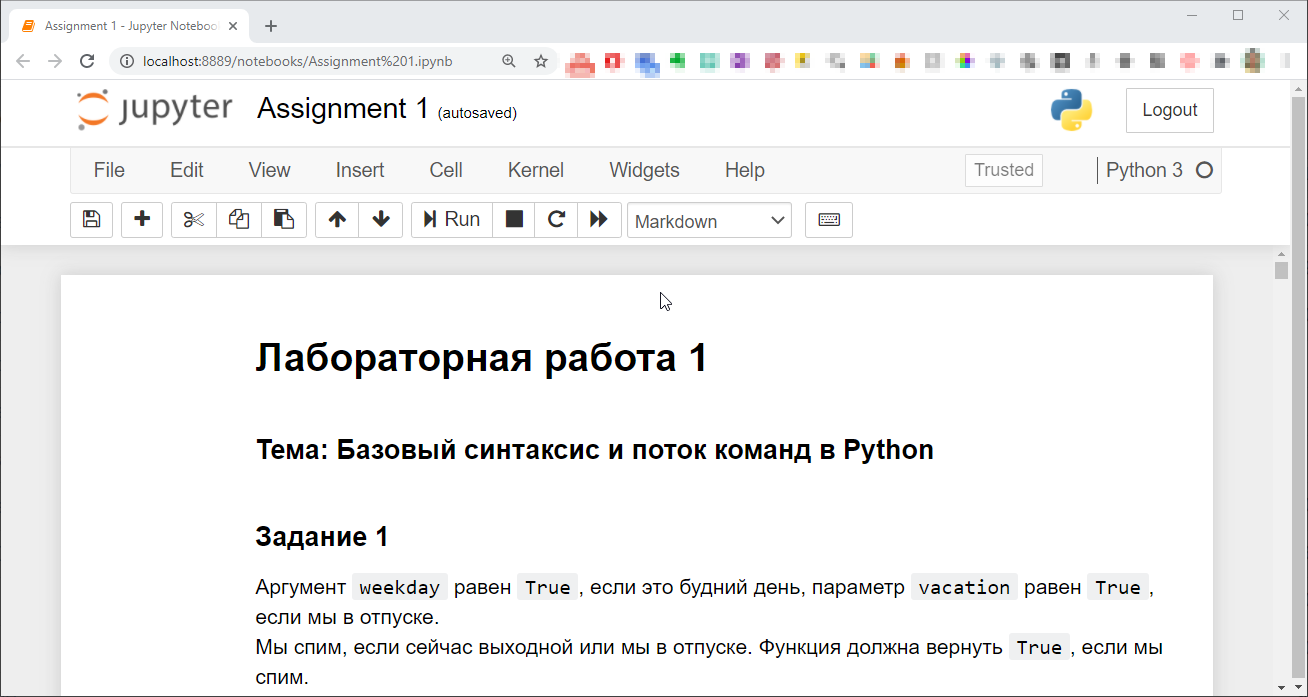 Assignment 1 - Jupyter Noteboo
localhost:8889/notebooks/Assignment%201.ipynb
jupyter Assignment 1 (autosaved) Logout
File Edit View Insert Cell Kernel Widgets Help Trusted Python 3
Run Markdown
Лабораторная работа 1
Тема: Базовый синтаксис и поток команд в Python
Задание 1
Аргумент weekday равен True, если это будний день, параметр vacation равен True,
если мы в отпуске.
Мы спим, если сейчас выходной или мы в отпуске. Функция должна вернуть True, если мы
спим.